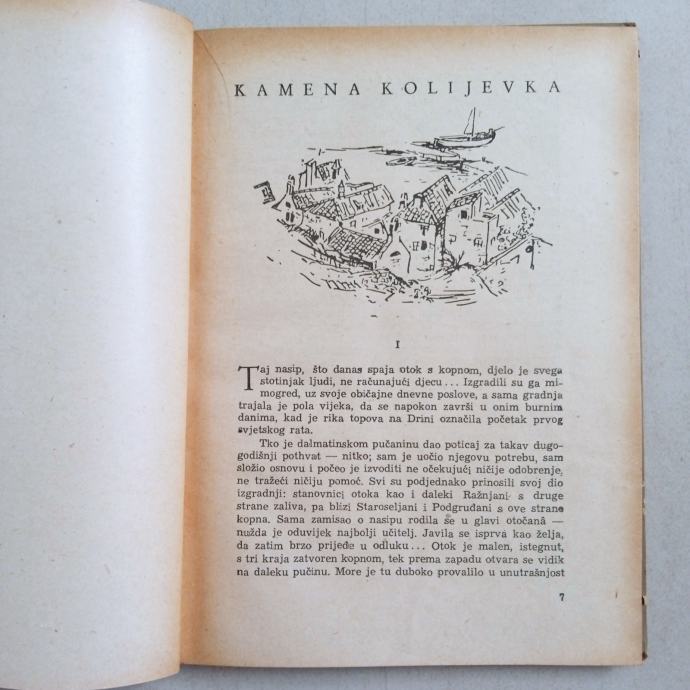 KAMENA KOLIJEVKA
I
Taj nasip, što danas spaja otok s kopnom, djelo je svega
stotinjak ljudi, ne računajući djecu... Izgradili su ga mi-
mogred, uz svoje običajne dnevne poslove, a sama gradnja
trajala je pola vijeka, da se napokon završi u onim burnim
danima, kad je rika topova na Drini označila početak prvog
svjetskog rata.
Tko je dalmatinskom pučaninu dao poticaj za takav dugo-
godišnji pothvat — nitko; sam je uočio njegovu potrebu, sam
složio osnovu i počeo je izvoditi ne očekujući ničije odobrenje,
ne tražeći ničiju pomoć. Svi su podjednako prinosili svoj dio
izgradnji: stanovnici otoka kao i daleki Ražnjani s druge
strane zaliva, pa blizi Staroseljani i Podgruđani s ove strane
kopna. Sama zamisao o nasipu rodila se u glavi otočanâ —
nužda je oduvijek najbolji učitelj. Javila se isprva kao želja,
da zatim brzo prijeđe u odluku... Otok je malen, istegnut,
s tri kraja zatvoren kopnom, tek prema zapadu otvara se vidik
na daleku pučinu. More je tu duboko provalilo u unutrašnjost
7